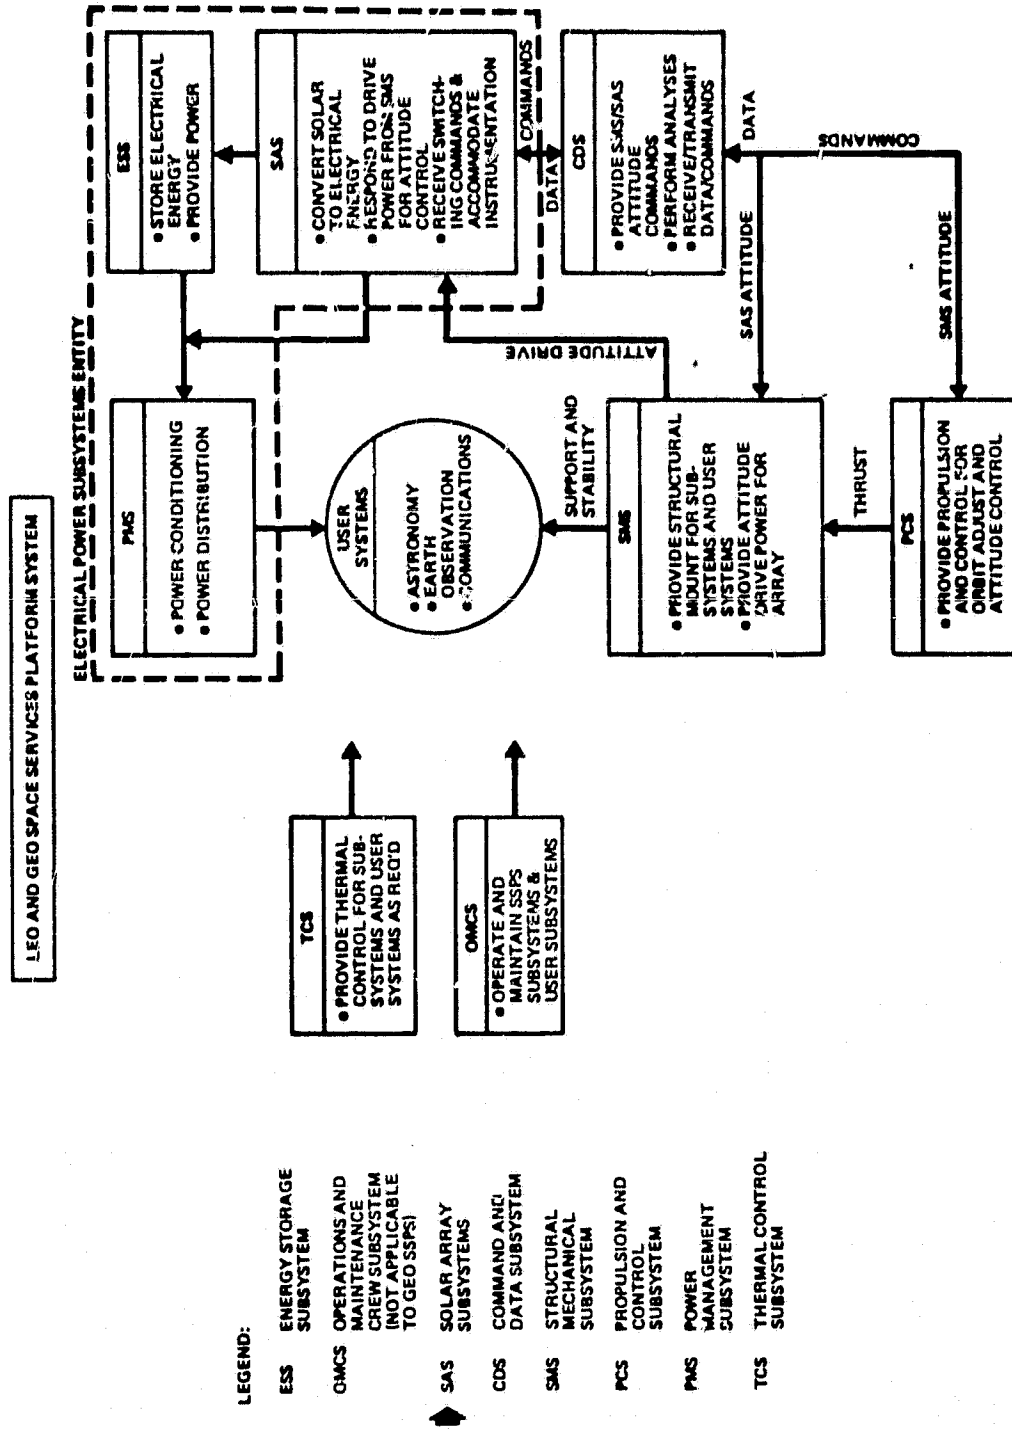 LEO AND GEO SPACE SERVICES PLATFORM SYSTEM
ELECTRICAL POWER SUBSYSTEMS ENTITY
PMS
• POWER CONDITIONING
• POWER DISTRIBUTION
ESS
• STORE ELECTRICAL
ENERGY
• PROVIDE POWER
SAS
• CONVERT SOLAR
TO ELECTRICAL
ENERGY
• RESPOND TO DRIVE
POWER FROM SMS
FOR ATTITUDE
CONTROL
• RECEIVE SWITCH-
ING COMMANDS &
ACCOMMODATE
INSTRUMENTATION
DATA
COMMANDS
CDS
• PROVIDE SMS/SAS
ATTITUDE
COMMANDS
• PERFORM ANALYSES
• RECEIVE/TRANSMIT
DATA/COMMANDS
DATA
COMMANDS
SAS ATTITUDE
SMS ATTITUDE
ATTITUDE DRIVE
USER
SYSTEMS
• ASTRONOMY
• EARTH
OBSERVATION
• COMMUNICATIONS
SUPPORT AND
STABILITY
SMS
• PROVIDE STRUCTURAL
MOUNT FOR SUB-
SYSTEMS AND USER
SYSTEMS
• PROVIDE ATTITUDE
DRIVE POWER FOR
ARRAY
THRUST
PCS
• PROVIDE PROPULSION
AND CONTROL FOR
ORBIT ADJUST AND
ATTITUDE CONTROL
TCS
• PROVIDE THERMAL
CONTROL FOR SUB-
SYSTEMS AND USER
SYSTEMS AS REQ'D
OMCS
• OPERATE AND
MAINTAIN SSPS
SUBSYSTEMS &
USER SUBSYSTEMS
LEGEND:
ESS ENERGY STORAGE
SUBSYSTEM
OMCS OPERATIONS AND
MAINTENANCE
CREW SUBSYSTEM
(NOT APPLICABLE
TO GEO SSPS)
SAS SOLAR ARRAY
SUBSYSTEMS
CDS COMMAND AND
DATA SUBSYSTEM
SMS STRUCTURAL
MECHANICAL
SUBSYSTEM
PCS PROPULSION AND
CONTROL
SUBSYSTEM
PMS POWER
MANAGEMENT
SUBSYSTEM
TCS THERMAL CONTROL
SUBSYSTEM